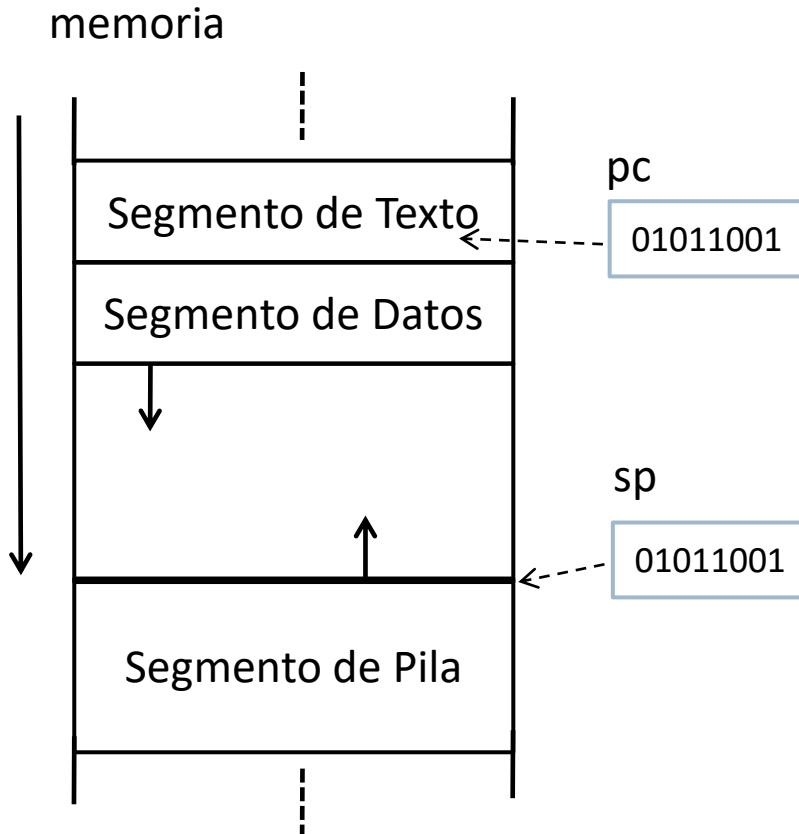 memoria
pc
Segmento de Texto
01011001
Segmento de Datos
sp
01011001
Segmento de Pila